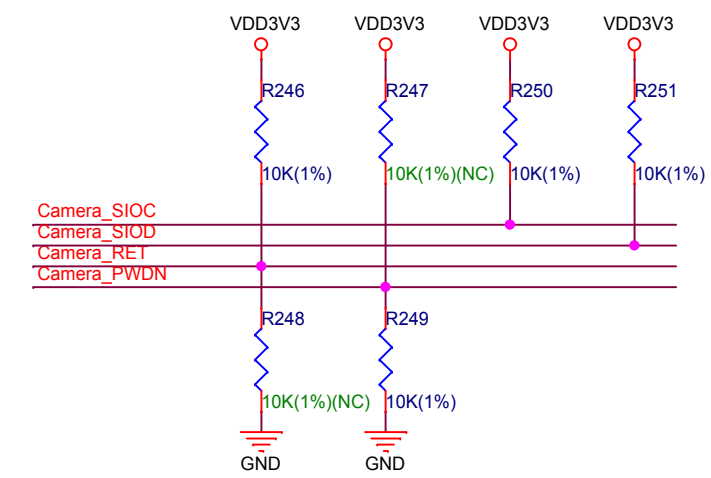 VDD3V3 VDD3V3 VDD3V3 VDD3V3
R246 R247 R250 R251
10K(1%) 10K(1%)(NC) 10K(1%) 10K(1%)
Camera_SIOC
Camera_SIOD
Camera_RET
Camera_PWDN
R248 R249
10K(1%)(NC) 10K(1%)
GND GND